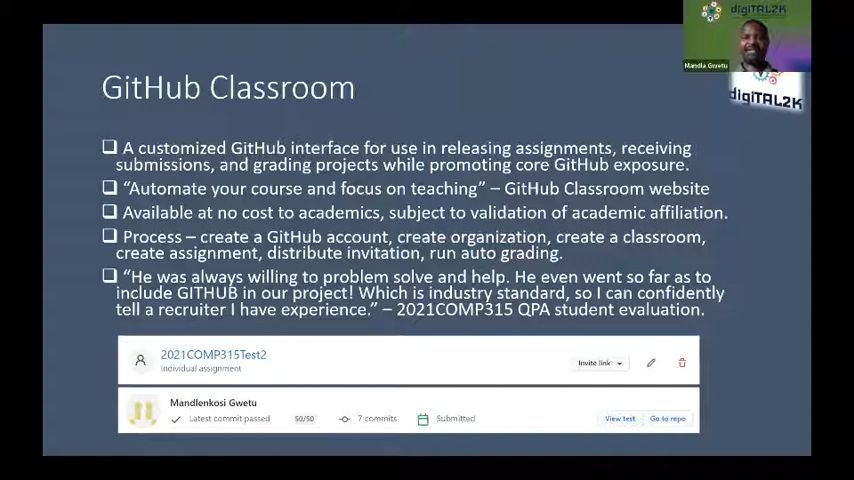 digiTAL2K
Mandla Gwetu
digiTAL2K
GitHub Classroom
A customized GitHub interface for use in releasing assignments, receiving
submissions, and grading projects while promoting core GitHub exposure.
“Automate your course and focus on teaching” – GitHub Classroom website
Available at no cost to academics, subject to validation of academic affiliation.
Process – create a GitHub account, create organization, create a classroom,
create assignment, distribute invitation, run auto grading.
“He was always willing to problem solve and help. He even went so far as to
include GITHUB in our project! Which is industry standard, so I can confidently
tell a recruiter I have experience.” – 2021COMP315 QPA student evaluation.
2021COMP315Test2
Individual assignment
Invite link
Mandlenkosi Gwetu
Latest commit passed 50/50 7 commits Submitted View test Go to repo